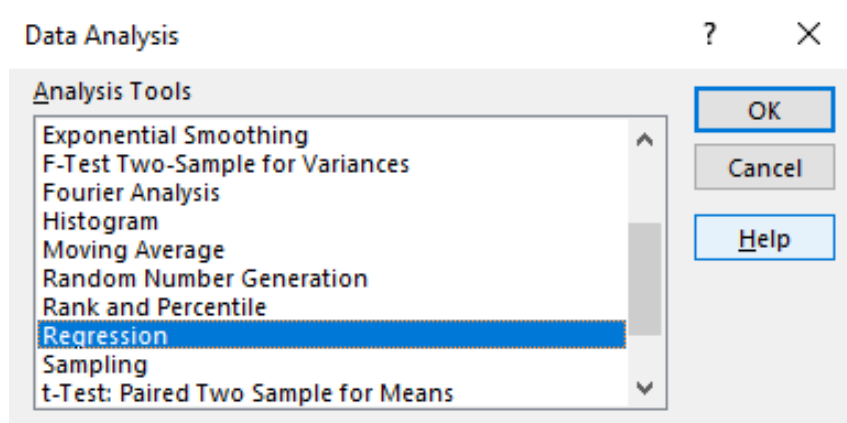 Data Analysis ? ×
Analysis Tools
OK
Cancel
Help
Exponential Smoothing
F-Test Two-Sample for Variances
Fourier Analysis
Histogram
Moving Average
Random Number Generation
Rank and Percentile
Regression
Sampling
t-Test: Paired Two Sample for Means